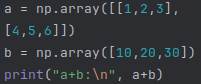 a = np.array([[1,2,3],
[4,5,6]])
b = np.array([10,20,30])
print("a+b:\n", a+b)